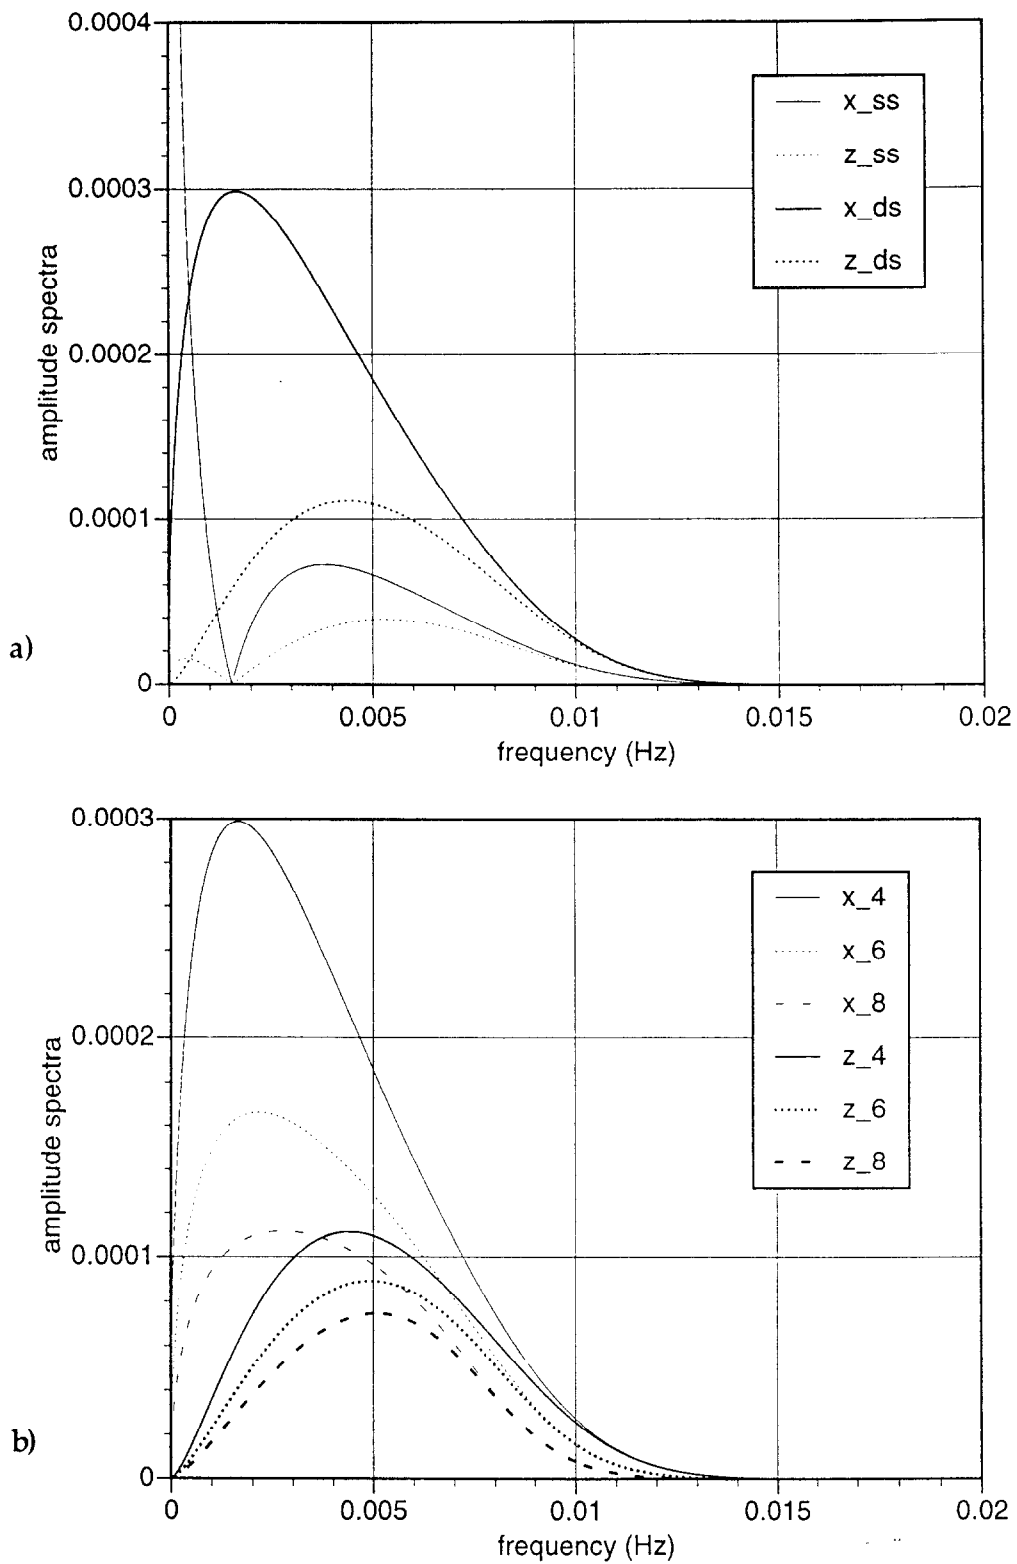 0.0004
0.0003
0.0002
0.0001
0
amplitude spectra
x_ss
z_ss
x_ds
z_ds
a)
0
0.005
0.01
0.015
0.02
frequency (Hz)
0.0003
0.0002
0.0001
0
amplitude spectra
x_4
x_6
x_8
z_4
z_6
z_8
b)
0
0.005
0.01
0.015
0.02
frequency (Hz)